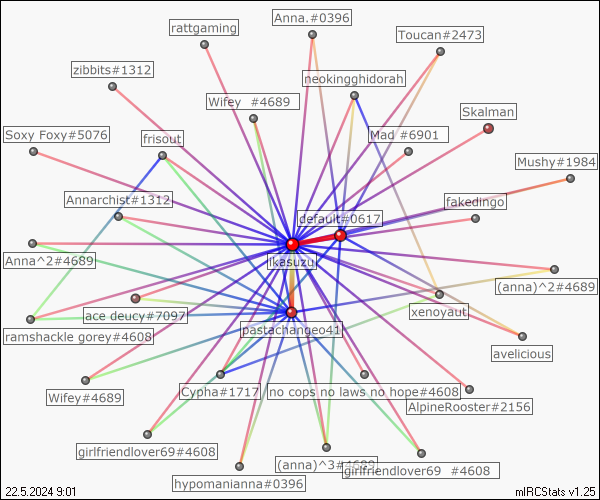 Anna.#0396
rattgaming
Toucan#2473
zibbits#1312
neokingghidorah
Wifey #4689
Skalman
Soxy Foxy#5076
frisout
Mad #6901
Mushy#1984
Annarchist#1312
fakedingo
default#0617
Anna^2#4689
ikasuzu
(anna)^2#4689
ace deucy#7097
xenoyaut
ramshackle gorey#4608
pastachangeo41
avelicious
Wifey#4689
Cypha#1717
no cops no laws no hope#4608
AlpineRooster#2156
girlfriendlover69#4608
(anna)^3#4689
girlfriendlover69 #4608
hypomanianna#0396
22.5.2024 9:01
mIRCStats v1.25